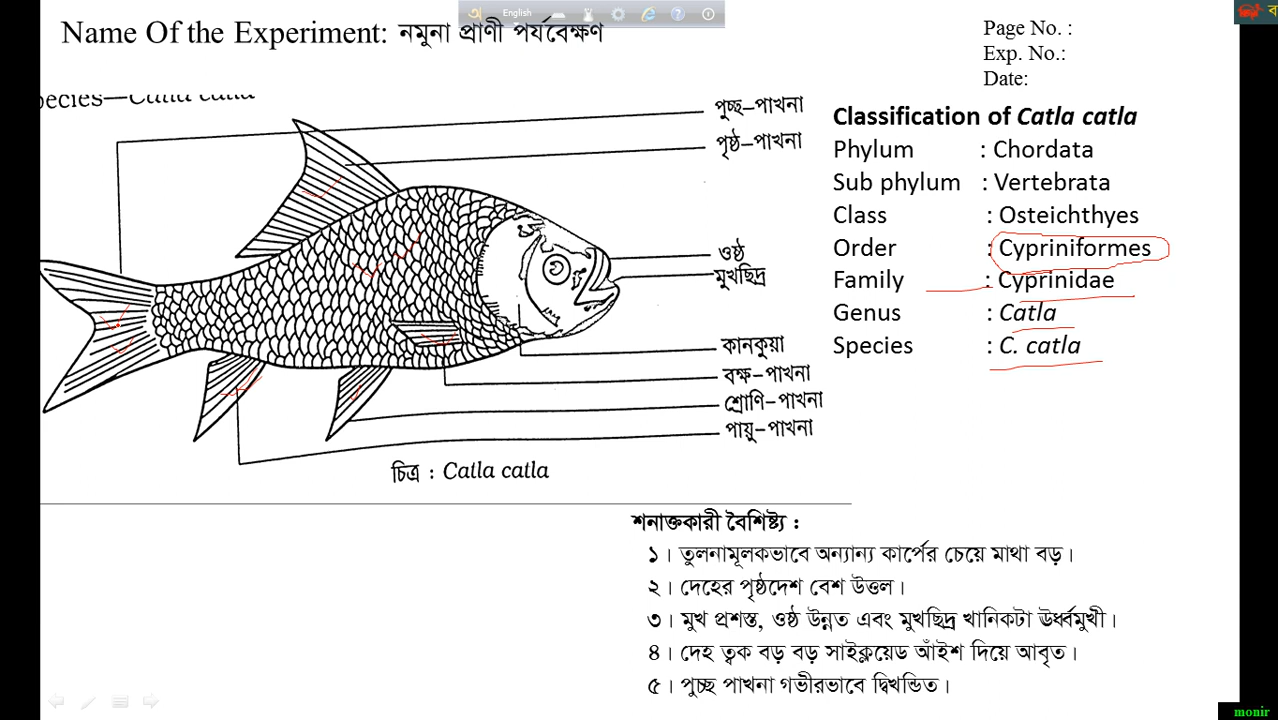 English
Name Of the Experiment: নমুনা প্রাণী পর্যবেক্ষণ
Page No. :
Exp. No.:
Date:
pecies—Catla catla
পুচ্ছ-পাখনা
পৃষ্ঠ-পাখনা
ওষ্ঠ
মুখছিদ্র
কানকুয়া
বক্ষ-পাখনা
শ্রোণি-পাখনা
পায়ু-পাখনা
চিত্র : Catla catla
Classification of Catla catla
Phylum : Chordata
Sub phylum : Vertebrata
Class : Osteichthyes
Order : Cypriniformes
Family : Cyprinidae
Genus : Catla
Species : C. catla
শনাক্তকারী বৈশিষ্ট্য :
১। তুলনামূলকভাবে অন্যান্য কার্পের চেয়ে মাথা বড়।
২। দেহের পৃষ্ঠদেশ বেশ উত্তল।
৩। মুখ প্রশস্ত, ওষ্ঠ উন্নত এবং মুখছিদ্র খানিকটা ঊর্ধ্বমুখী।
৪। দেহ ত্বক বড় বড় সাইক্লয়েড আঁইশ দিয়ে আবৃত।
৫। পুচ্ছ পাখনা গভীরভাবে দ্বিখন্ডিত।
monir